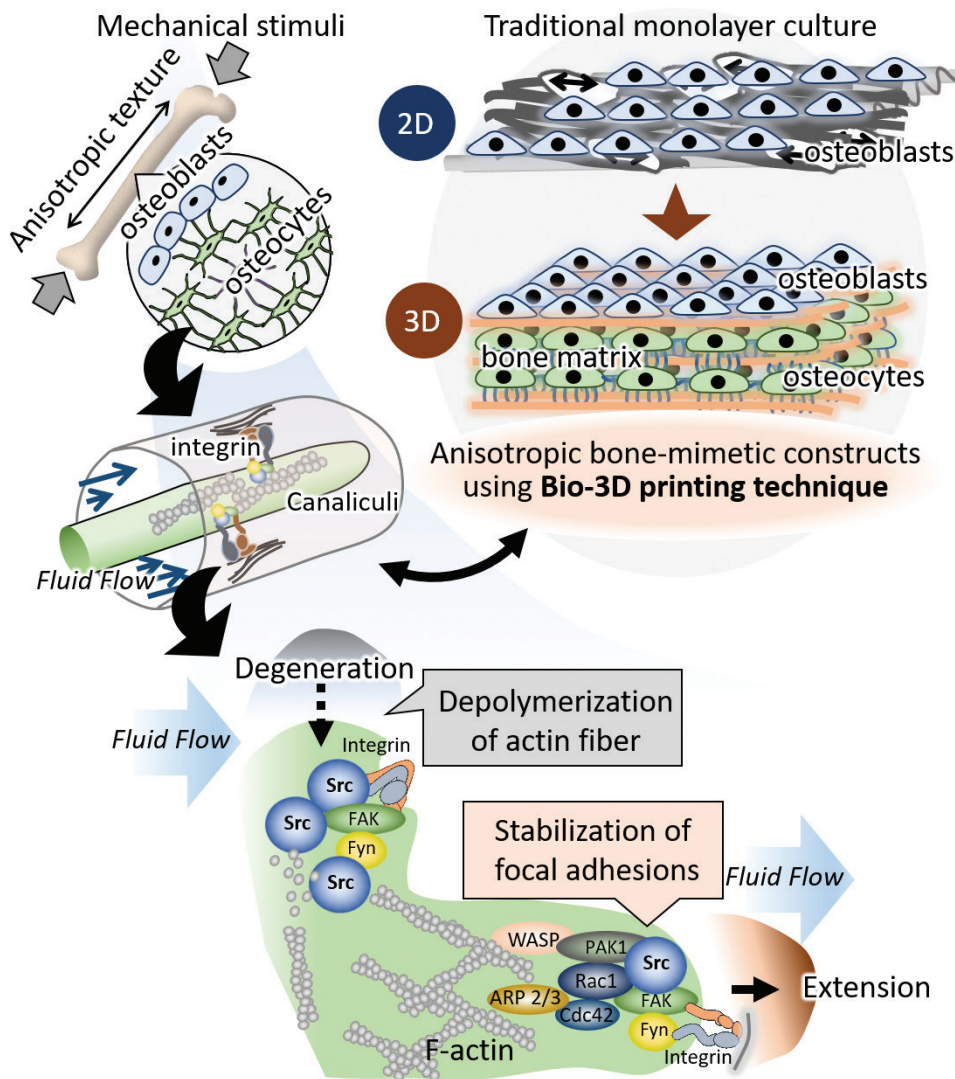 Mechanical stimuli
Anisotropic texture
osteoblasts
osteocytes
Traditional monolayer culture
2D
osteoblasts
3D
osteoblasts
bone matrix
osteocytes
Anisotropic bone-mimetic constructs
using Bio-3D printing technique
integrin
Canaliculi
Fluid Flow
Degeneration
Depolymerization
of actin fiber
Fluid Flow
Integrin
Src
Src
FAK
Fyn
Src
Stabilization of
focal adhesions
Fluid Flow
WASP
PAK1
Src
Rac1
ARP 2/3
FAK
Cdc42
Fyn
Integrin
Extension
F-actin